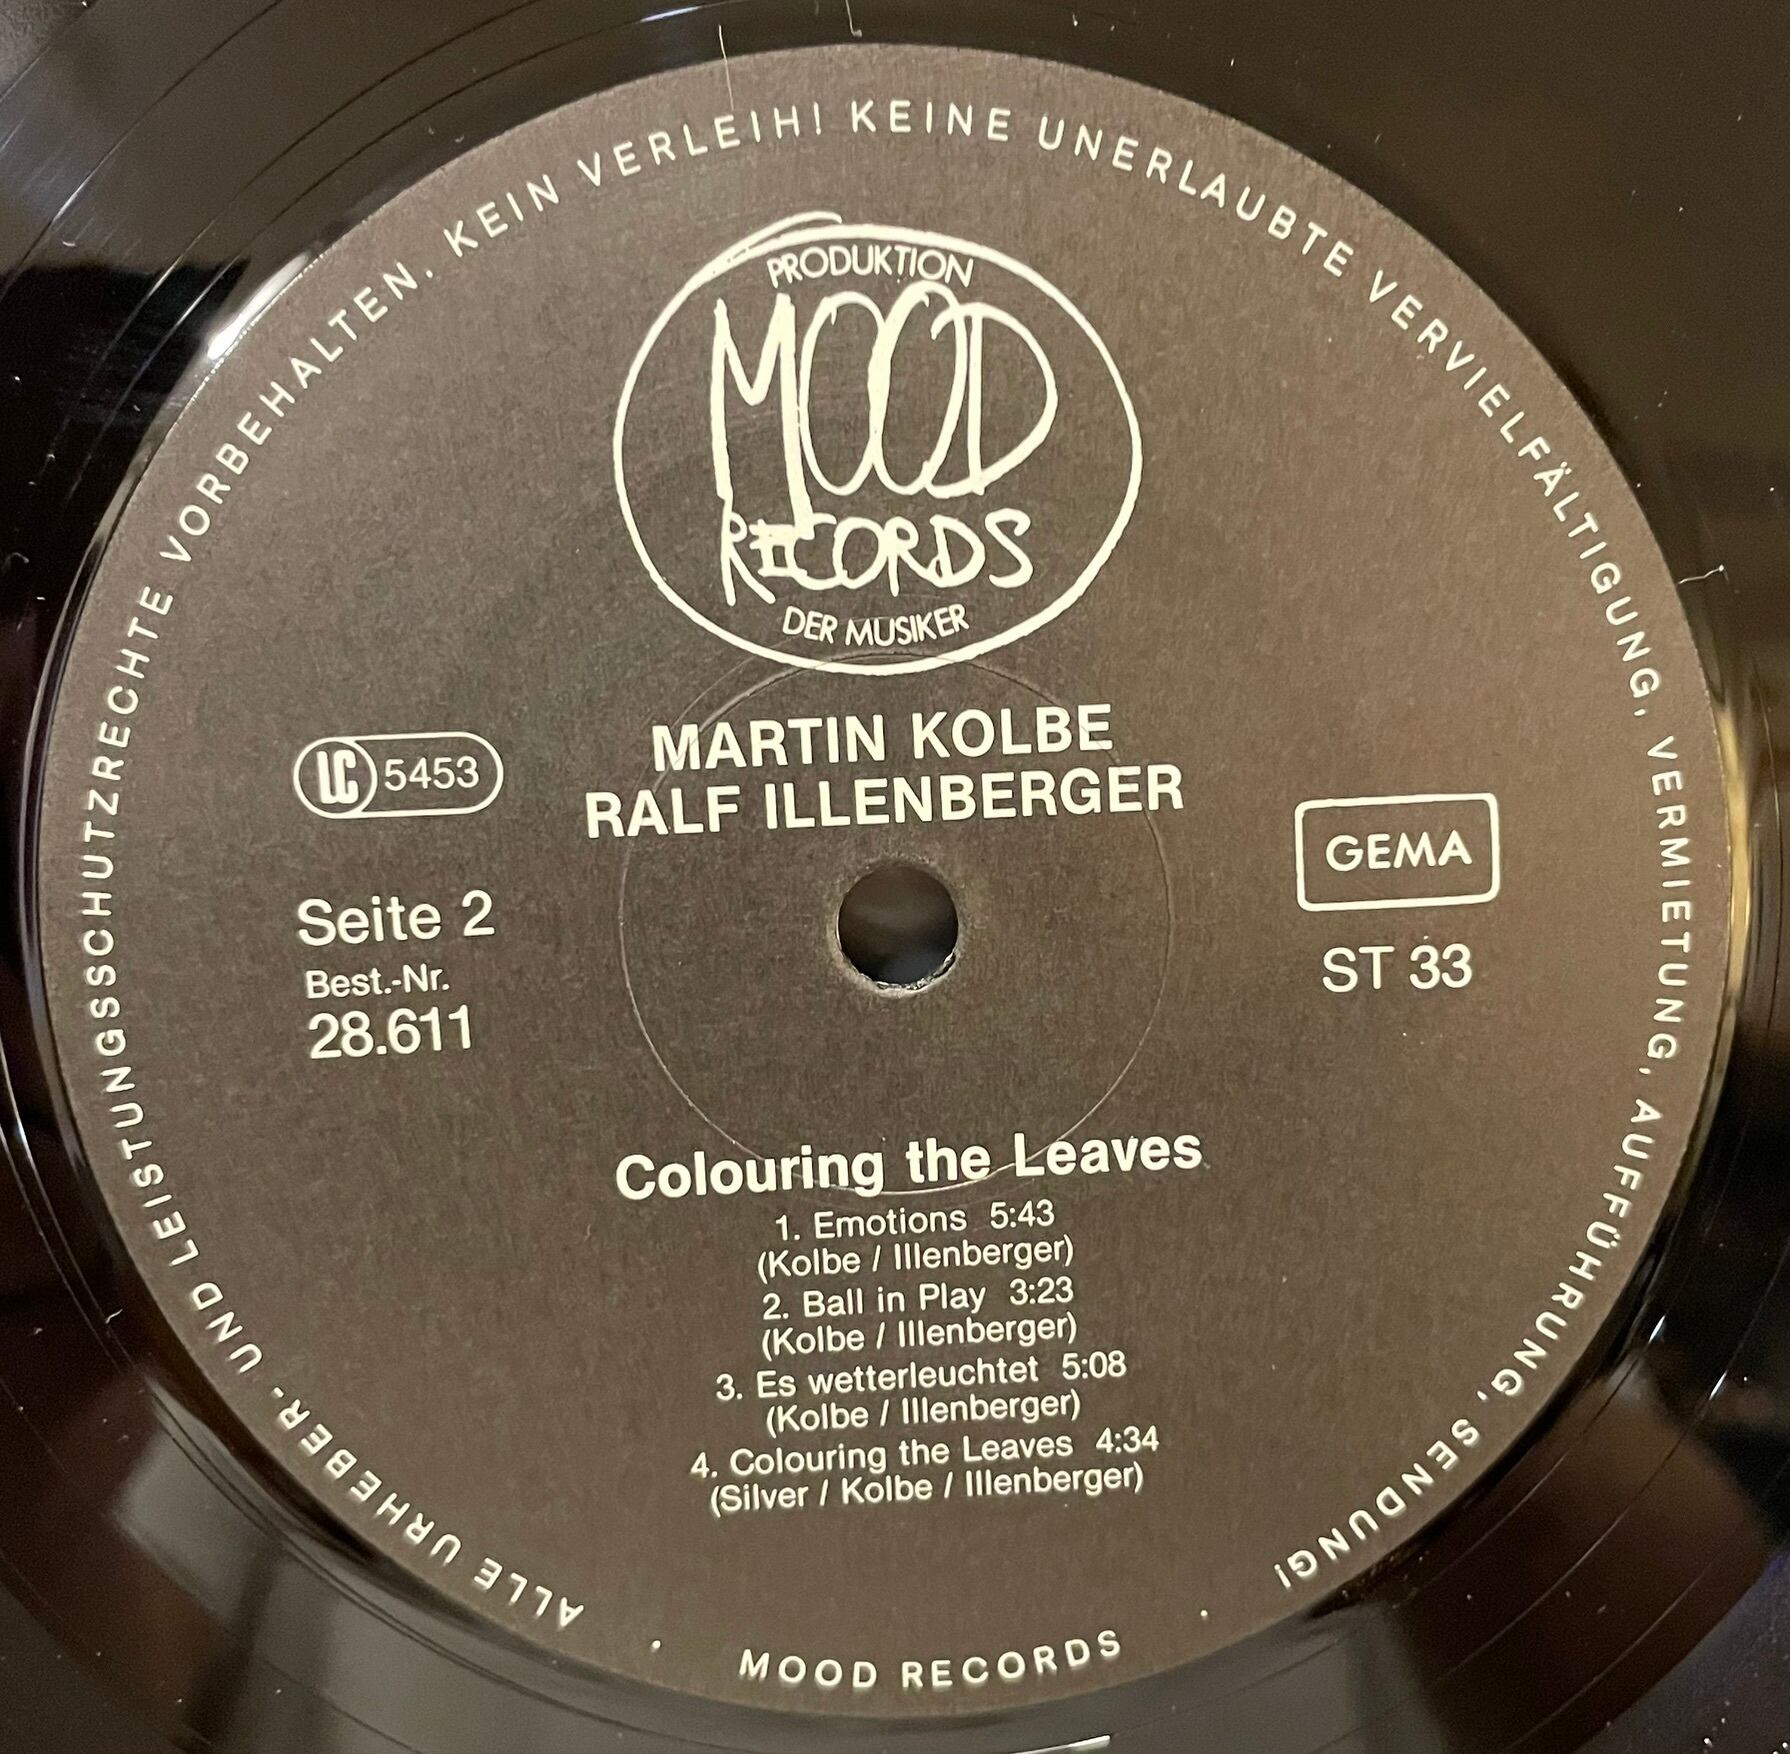 ALLE URHEBER- UND LEISTUNGSSCHUTZRECHTE VORBEHALTEN. KEIN VERLEIH! KEINE UNERLAUBTE VERVIELFÄLTIGUNG, VERMIETUNG, AUFFÜHRUNG, SENDUNG!
PRODUKTION
MOOD
RECORDS
DER MUSIKER
MARTIN KOLBE
RALF ILLENBERGER
LC 5453
GEMA
Seite 2
ST 33
Best.-Nr.
28.611
Colouring the Leaves
1. Emotions 5:43
(Kolbe / Illenberger)
2. Ball in Play 3:23
(Kolbe / Illenberger)
3. Es wetterleuchtet 5:08
(Kolbe / Illenberger)
4. Colouring the Leaves 4:34
(Silver / Kolbe / Illenberger)
· MOOD RECORDS ·